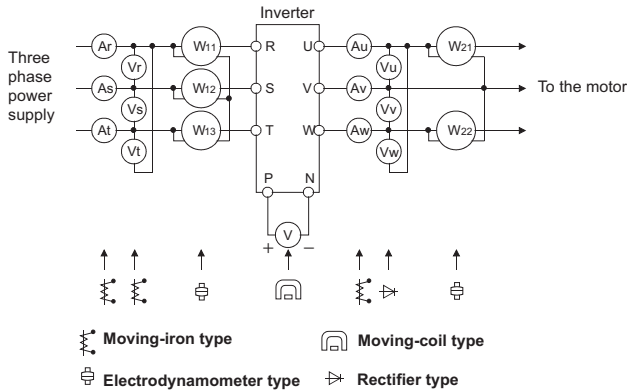 Inverter
Three
phase
power
supply
Ar
Vr
W11
R
U
Au
Vu
W21
As
Vs
W12
S
V
Av
Vv
To the motor
At
Vt
W13
T
W
Aw
Vw
W22
P
N
+
V
−
Moving-iron type
Moving-coil type
Electrodynamometer type
Rectifier type